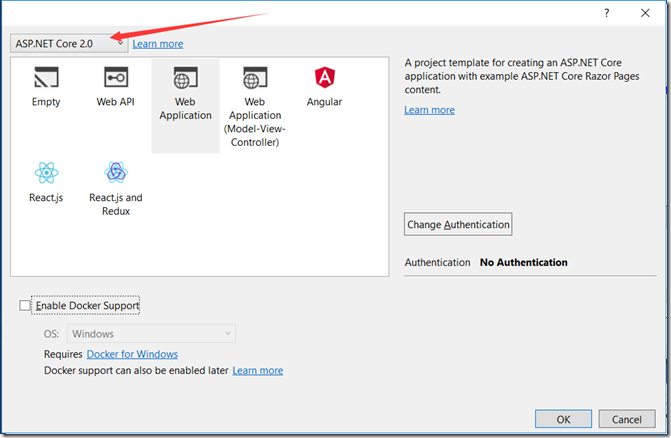 ?
ASP.NET Core 2.0 Learn more
Empty
Web API
Web
Application
Web
Application
(Model-View-
Controller)
Angular
React.js
React.js and
Redux
A project template for creating an ASP.NET Core
application with example ASP.NET Core Razor Pages
content.
Learn more
Change Authentication
Authentication No Authentication
Enable Docker Support
OS: Windows
Requires Docker for Windows
Docker support can also be enabled later Learn more
OK Cancel